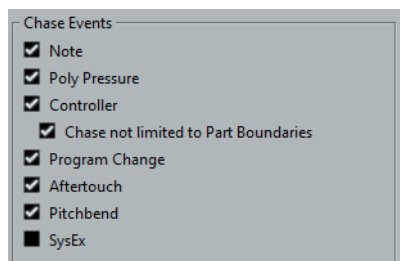 Chase Events
Note
Poly Pressure
Controller
Chase not limited to Part Boundaries
Program Change
Aftertouch
Pitchbend
SysEx